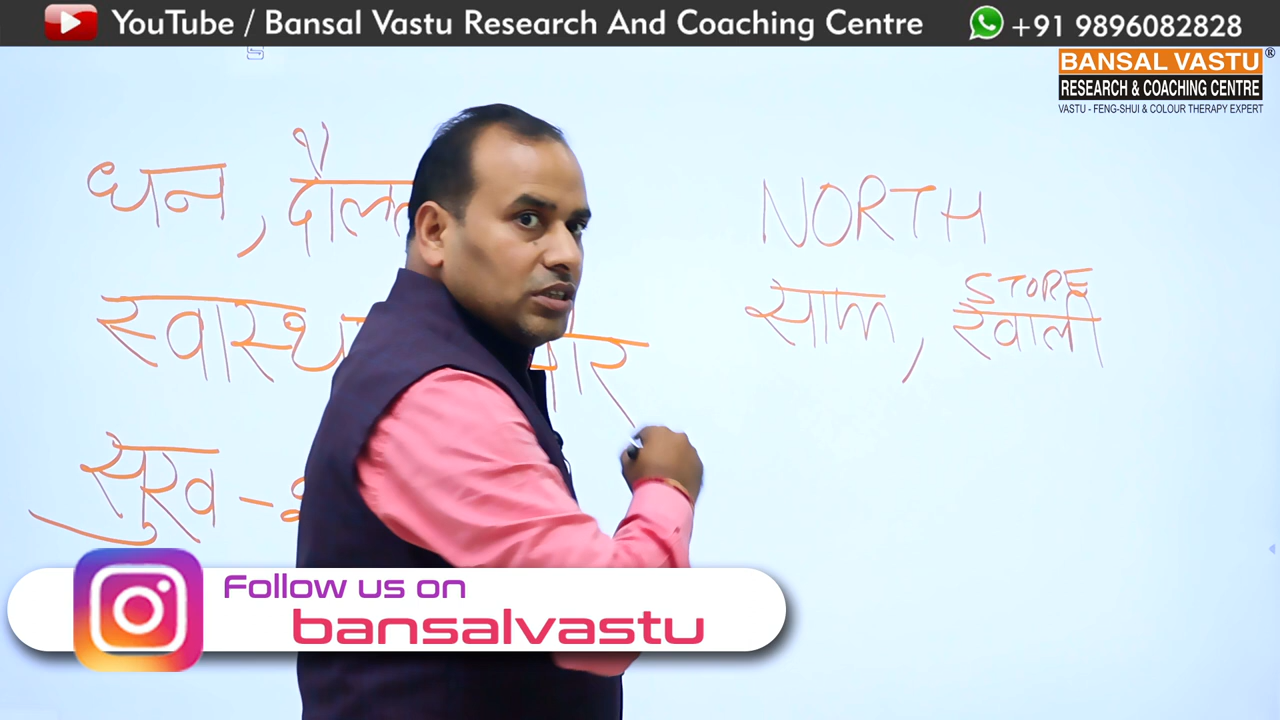 YouTube / Bansal Vastu Research And Coaching Centre +91 9896082828
BANSAL VASTU ®
RESEARCH & COACHING CENTRE
VASTU - FENG-SHUI & COLOUR THERAPY EXPERT
धन, दौलत
NORTH
STORE
साफ, खाली
स्वास्थ्य
सुख -
Follow us on
bansalvastu